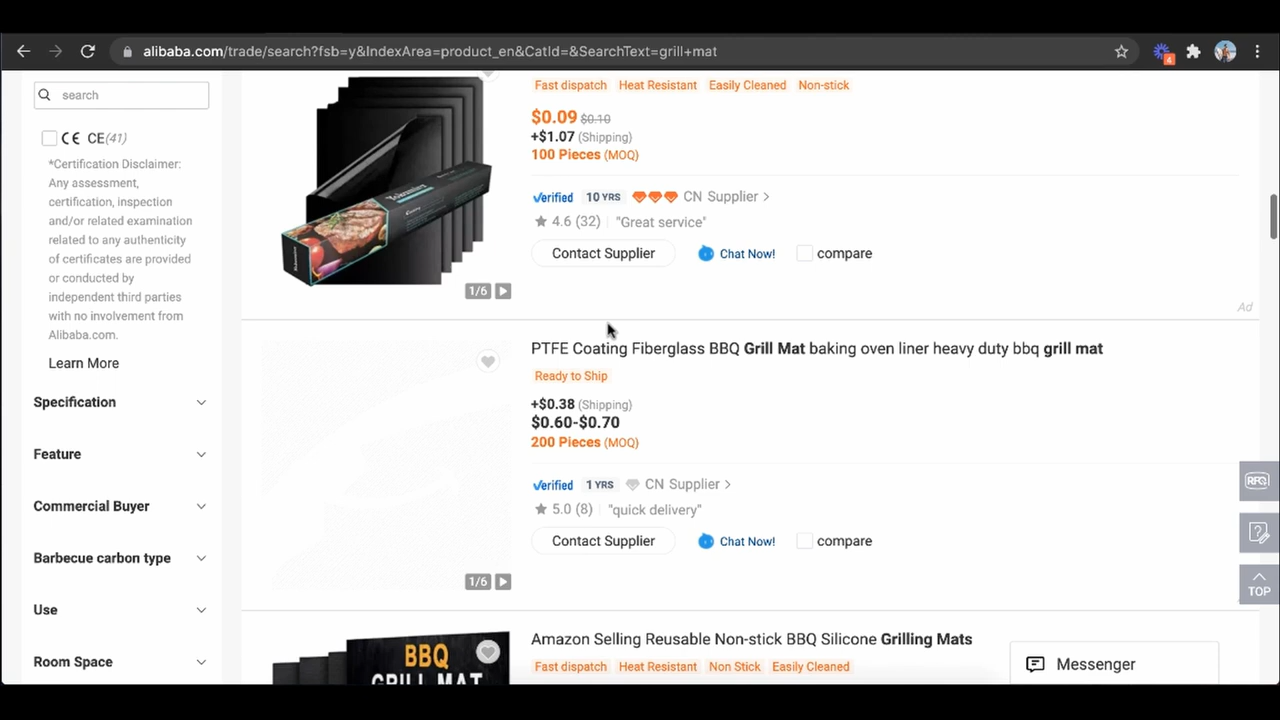 alibaba.com/trade/search?fsb=y&IndexArea=product_en&CatId=&SearchText=grill+mat
4
search
CE CE(41)
*Certification Disclaimer:
Any assessment,
certification, inspection
and/or related examination
related to any authenticity
of certificates are provided
or conducted by
independent third parties
with no involvement from
Alibaba.com.
Learn More
Specification
Feature
Commercial Buyer
Barbecue carbon type
Use
Room Space
1/6
Fast dispatch Heat Resistant Easily Cleaned Non-stick
$0.09 $0.10
+$1.07 (Shipping)
100 Pieces (MOQ)
Verified 10 YRS CN Supplier >
4.6 (32) "Great service"
Contact Supplier Chat Now! compare
Ad
PTFE Coating Fiberglass BBQ Grill Mat baking oven liner heavy duty bbq grill mat
Ready to Ship
+$0.38 (Shipping)
$0.60-$0.70
200 Pieces (MOQ)
Verified 1 YRS CN Supplier >
5.0 (8) "quick delivery"
Contact Supplier Chat Now! compare
1/6
RFQ
TOP
BBQ
GRILL MAT
Amazon Selling Reusable Non-stick BBQ Silicone Grilling Mats
Fast dispatch Heat Resistant Non Stick Easily Cleaned
Messenger